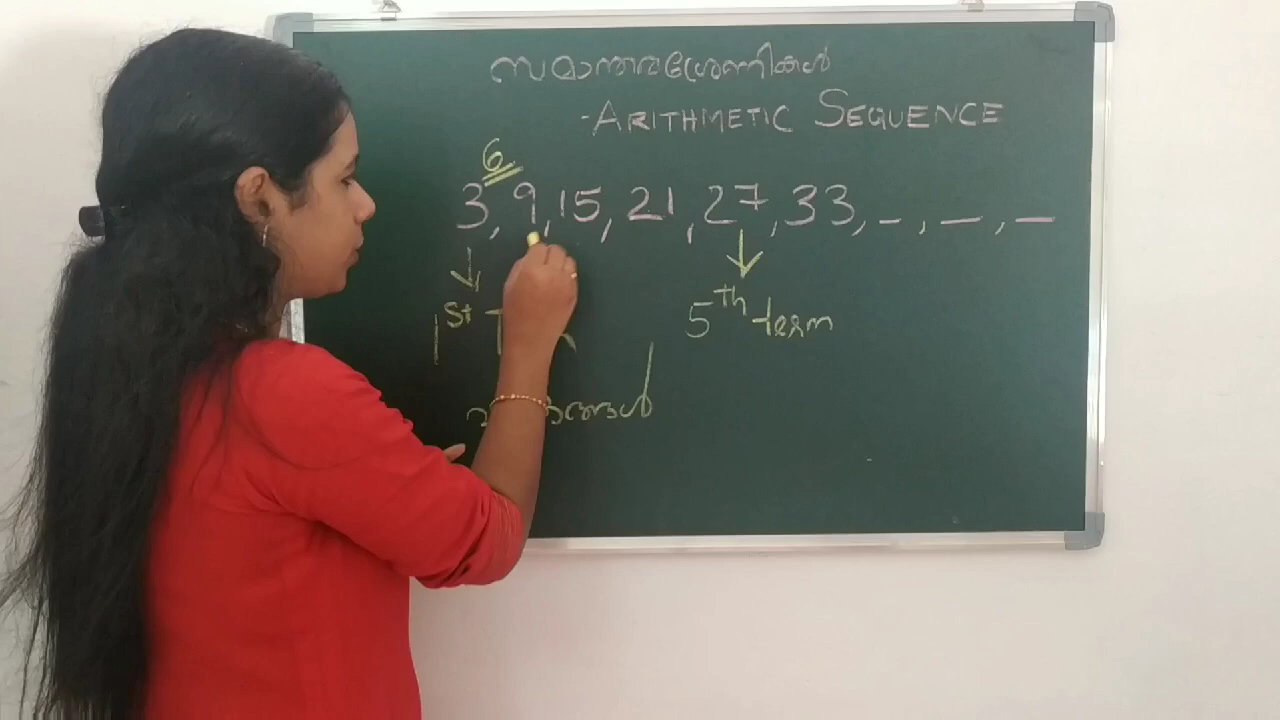 സമാന്തരശ്രേണികൾ
-ARITHMETIC SEQUENCE
6
3, 9, 15, 21, 27, 33, _, _, _
1st
5th term